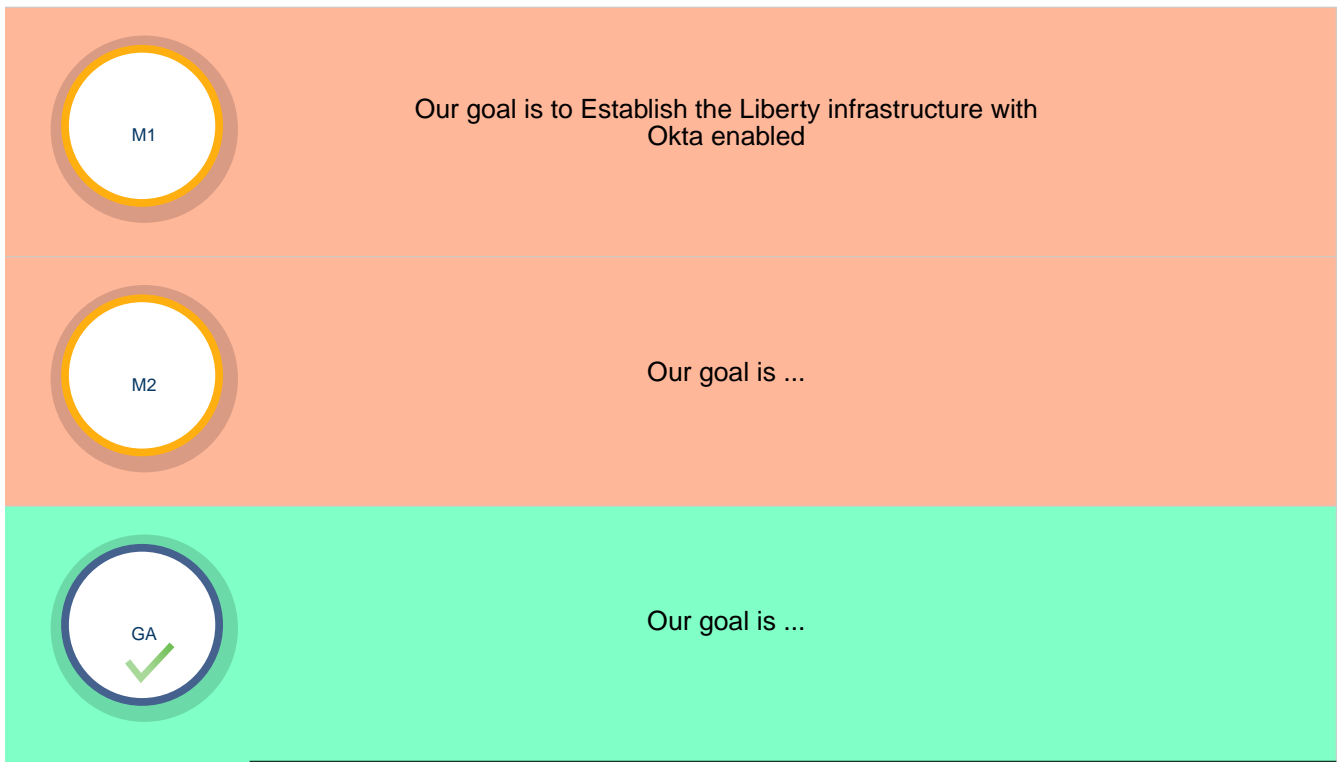 M1
Our goal is to Establish the Liberty infrastructure with
Okta enabled
M2
Our goal is ...
GA
Our goal is ...